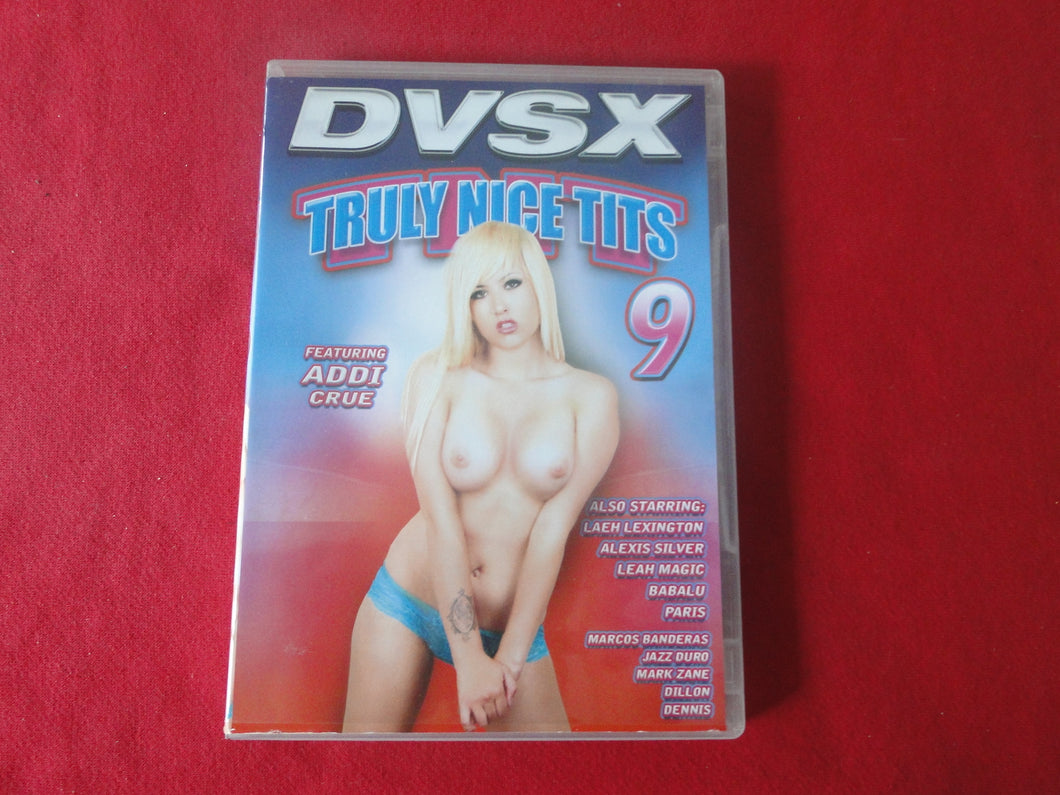 DVSX
TRULY NICE TITS
9
FEATURING
ADDI
CRUE
ALSO STARRING:
LAEH LEXINGTON
ALEXIS SILVER
LEAH MAGIC
BABALU
PARIS
MARCOS BANDERAS
JAZZ DURO
MARK ZANE
DILLON
DENNIS